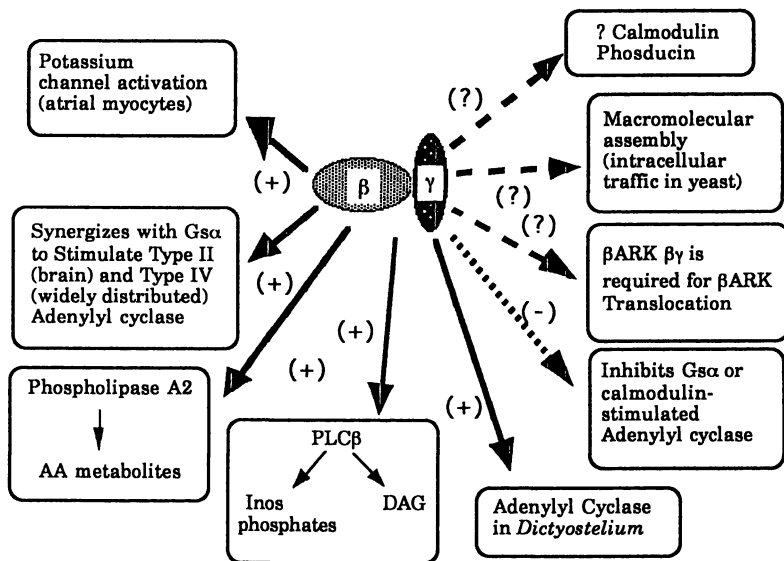 Potassium
channel activation
(atrial myocytes)
? Calmodulin
Phosducin
(?)
Macromolecular
assembly
(intracellular
traffic in yeast)
(+)
β
γ
(?)
(?)
Synergizes with Gsα
to Stimulate Type II
(brain) and Type IV
(widely distributed)
Adenylyl cyclase
(+)
βARK βγ is
required for βARK
Translocation
(-)
(+)
(+)
Phospholipase A2
AA metabolites
Inhibits Gsα or
calmodulin-
stimulated
Adenylyl cyclase
(+)
PLCβ
Inos
phosphates
DAG
Adenylyl Cyclase
in Dictyostelium